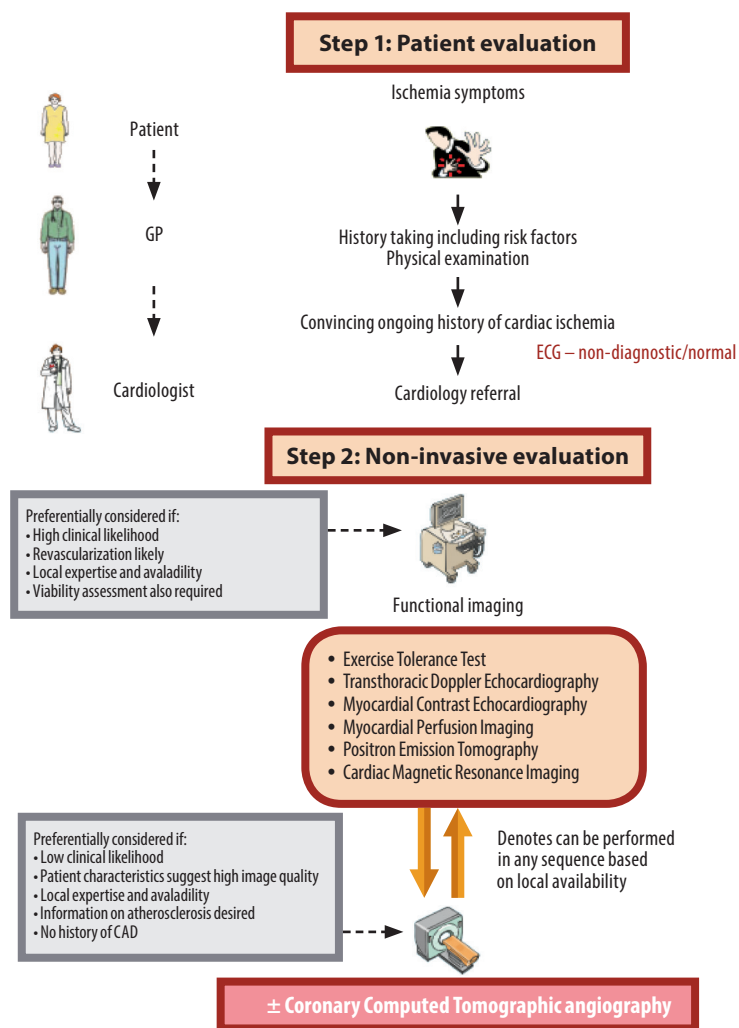 Step 1: Patient evaluation
Ischemia symptoms
Patient
GP
History taking including risk factors
Physical examination
Convincing ongoing history of cardiac ischemia
ECG – non-diagnostic/normal
Cardiologist
Cardiology referral
Step 2: Non-invasive evaluation
Preferentially considered if:
• High clinical likelihood
• Revascularization likely
• Local expertise and avaladility
• Viability assessment also required
Functional imaging
• Exercise Tolerance Test
• Transthoracic Doppler Echocardiography
• Myocardial Contrast Echocardiography
• Myocardial Perfusion Imaging
• Positron Emission Tomography
• Cardiac Magnetic Resonance Imaging
Preferentially considered if:
• Low clinical likelihood
• Patient characteristics suggest high image quality
• Local expertise and avaladility
• Information on atherosclerosis desired
• No history of CAD
Denotes can be performed
in any sequence based
on local availability
± Coronary Computed Tomographic angiography